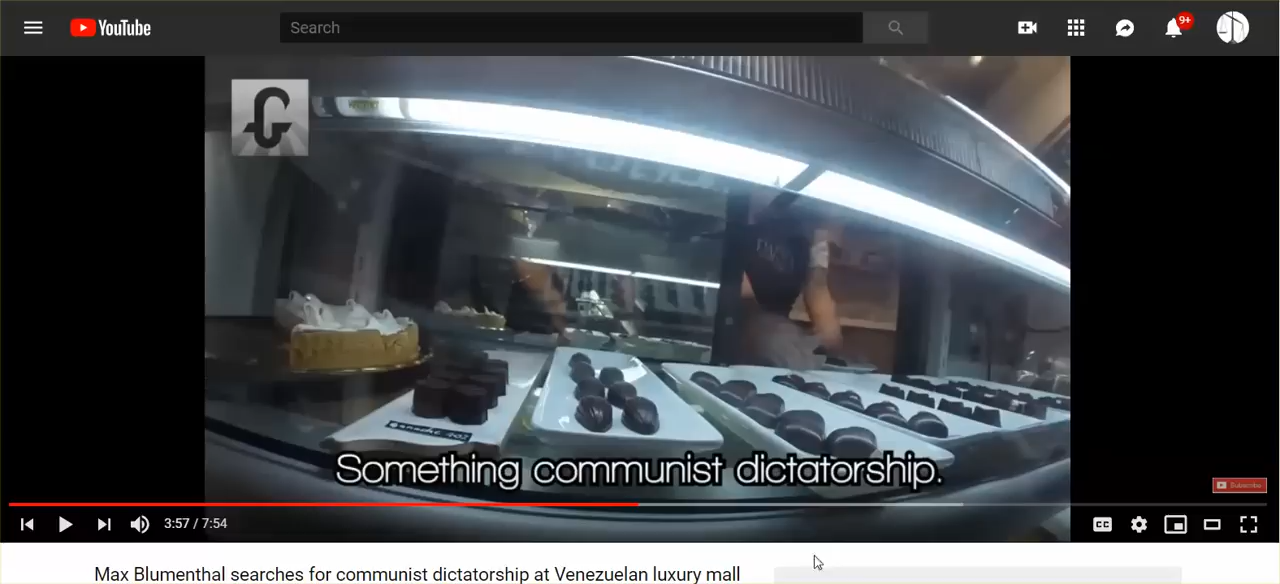 YouTube
Search
9+
Something communist dictatorship.
Subscribe
3:57 / 7:54
CC
Max Blumenthal searches for communist dictatorship at Venezuelan luxury mall